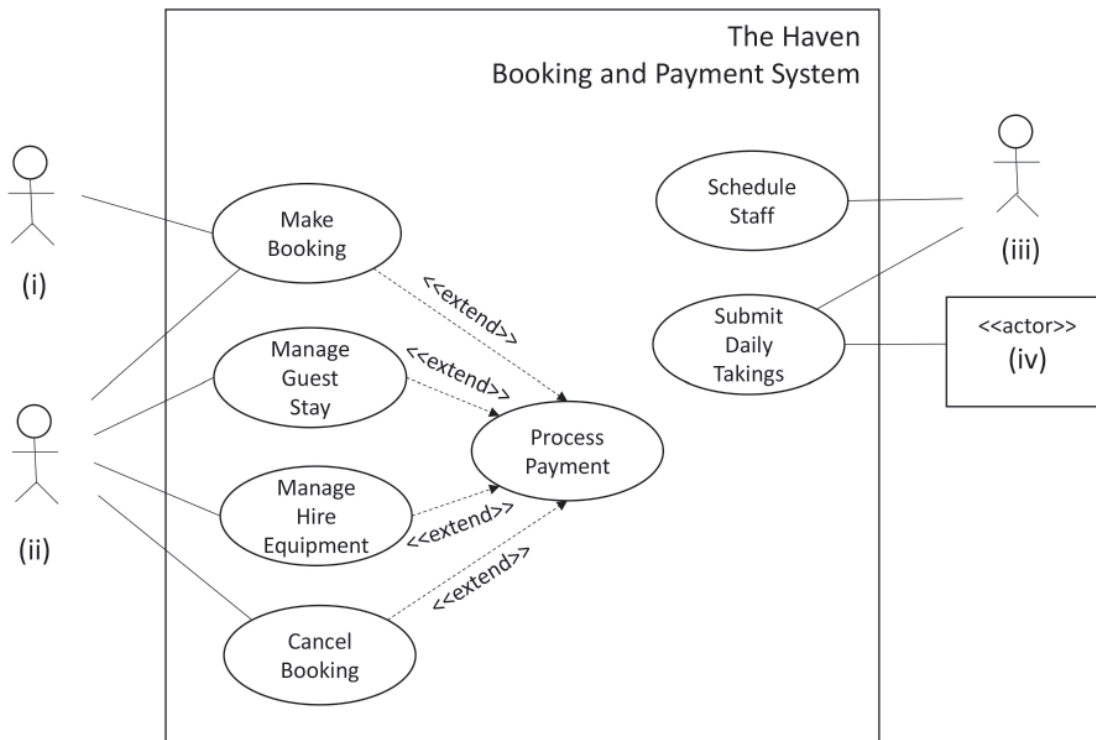 The Haven
Booking and Payment System
(i)
(ii)
Make
Booking
Manage
Guest
Stay
Manage
Hire
Equipment
Cancel
Booking
<<extend>>
<<extend>>
<<extend>>
<<extend>>
Process
Payment
Schedule
Staff
Submit
Daily
Takings
(iii)
<<actor>>
(iv)